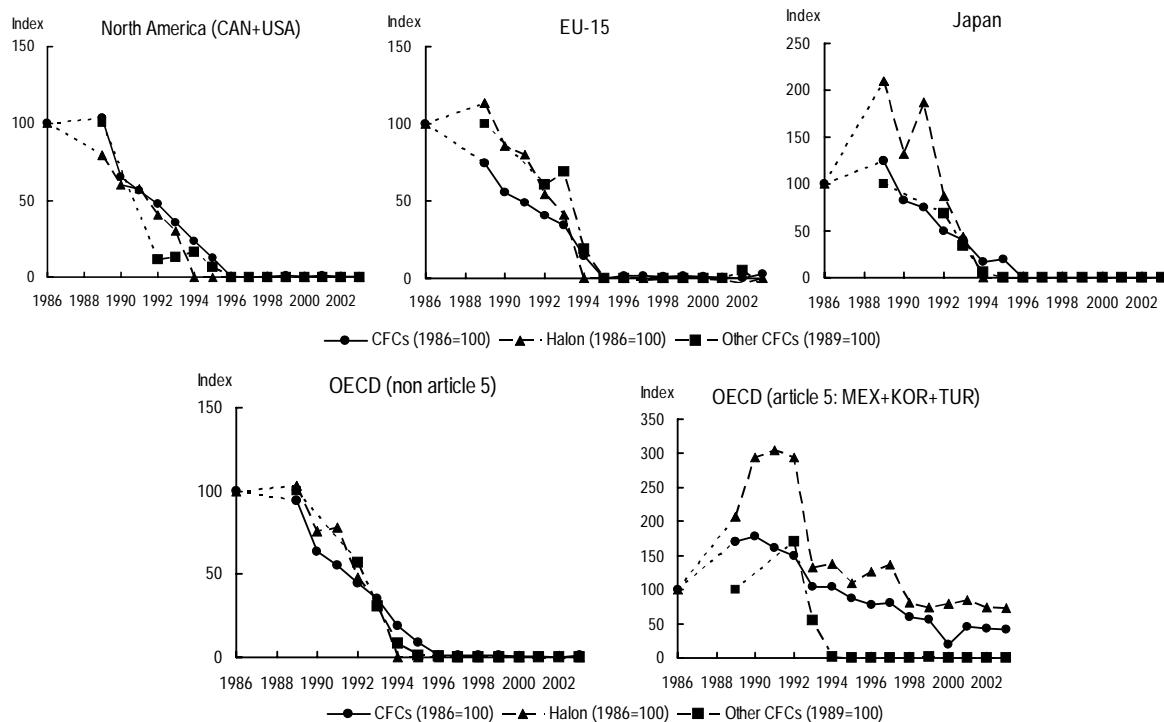 Index North America (CAN+USA)
150
100
50
0
1986 1988 1990 1992 1994 1996 1998 2000 2002
Index EU-15
150
100
50
0
1986 1988 1990 1992 1994 1996 1998 2000 2002
Index Japan
250
200
150
100
50
0
1986 1988 1990 1992 1994 1996 1998 2000 2002
CFCs (1986=100) Halon (1986=100) Other CFCs (1989=100)
Index OECD (non article 5)
150
100
50
0
1986 1988 1990 1992 1994 1996 1998 2000 2002
Index OECD (article 5: MEX+KOR+TUR)
350
300
250
200
150
100
50
0
1986 1988 1990 1992 1994 1996 1998 2000 2002
CFCs (1986=100) Halon (1986=100) Other CFCs (1989=100)